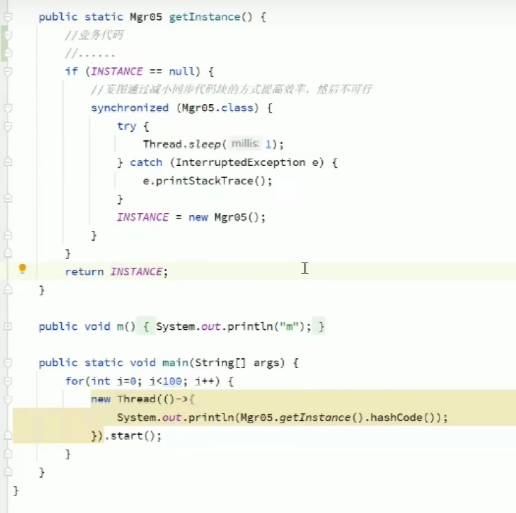 public static Mgr05 getInstance() {
//业务代码
//......
if (INSTANCE == null) {
//妄图通过减小同步代码块的方式提高效率，然后不可行
synchronized (Mgr05.class) {
try {
Thread.sleep( millis: 1);
} catch (InterruptedException e) {
e.printStackTrace();
}
INSTANCE = new Mgr05();
}
}
return INSTANCE;
}
public void m() { System.out.println("m"); }
public static void main(String[] args) {
for(int i=0; i<100; i++) {
new Thread(()->{
System.out.println(Mgr05.getInstance().hashCode());
}).start();
}
}
}